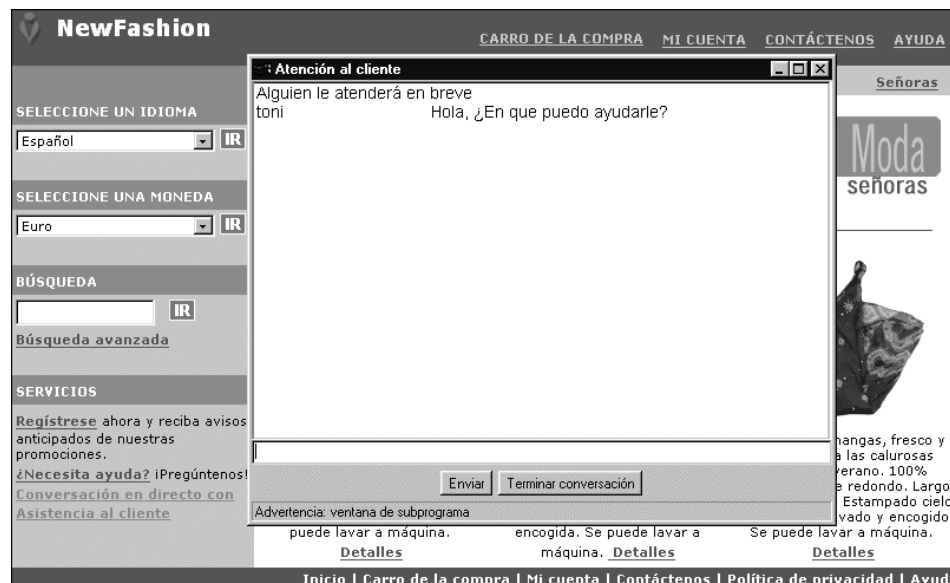 NewFashion
CARRO DE LA COMPRA MI CUENTA CONTÁCTENOS AYUDA
Señoras
SELECCIONE UN IDIOMA
Español IR
SELECCIONE UNA MONEDA
Euro IR
BÚSQUEDA
IR
Búsqueda avanzada
SERVICIOS
Regístrese ahora y reciba avisos
anticipados de nuestras
promociones.
¿Necesita ayuda? ¡Pregúntenos!
Conversación en directo con
Asistencia al cliente
Atención al cliente
Alguien le atenderá en breve
toni Hola, ¿En que puedo ayudarle?
Enviar Terminar conversación
Advertencia: ventana de subprograma
Moda
señoras
mangas, fresco y
a las calurosas
verano. 100%
redondo. Largo
Estampado cielo
vado y encogido
puede lavar a máquina. encogida. Se puede lavar a Se puede lavar a máquina.
Detalles máquina. Detalles Detalles
Inicio | Carro de la compra | Mi cuenta | Contáctenos | Política de privacidad | Ayud